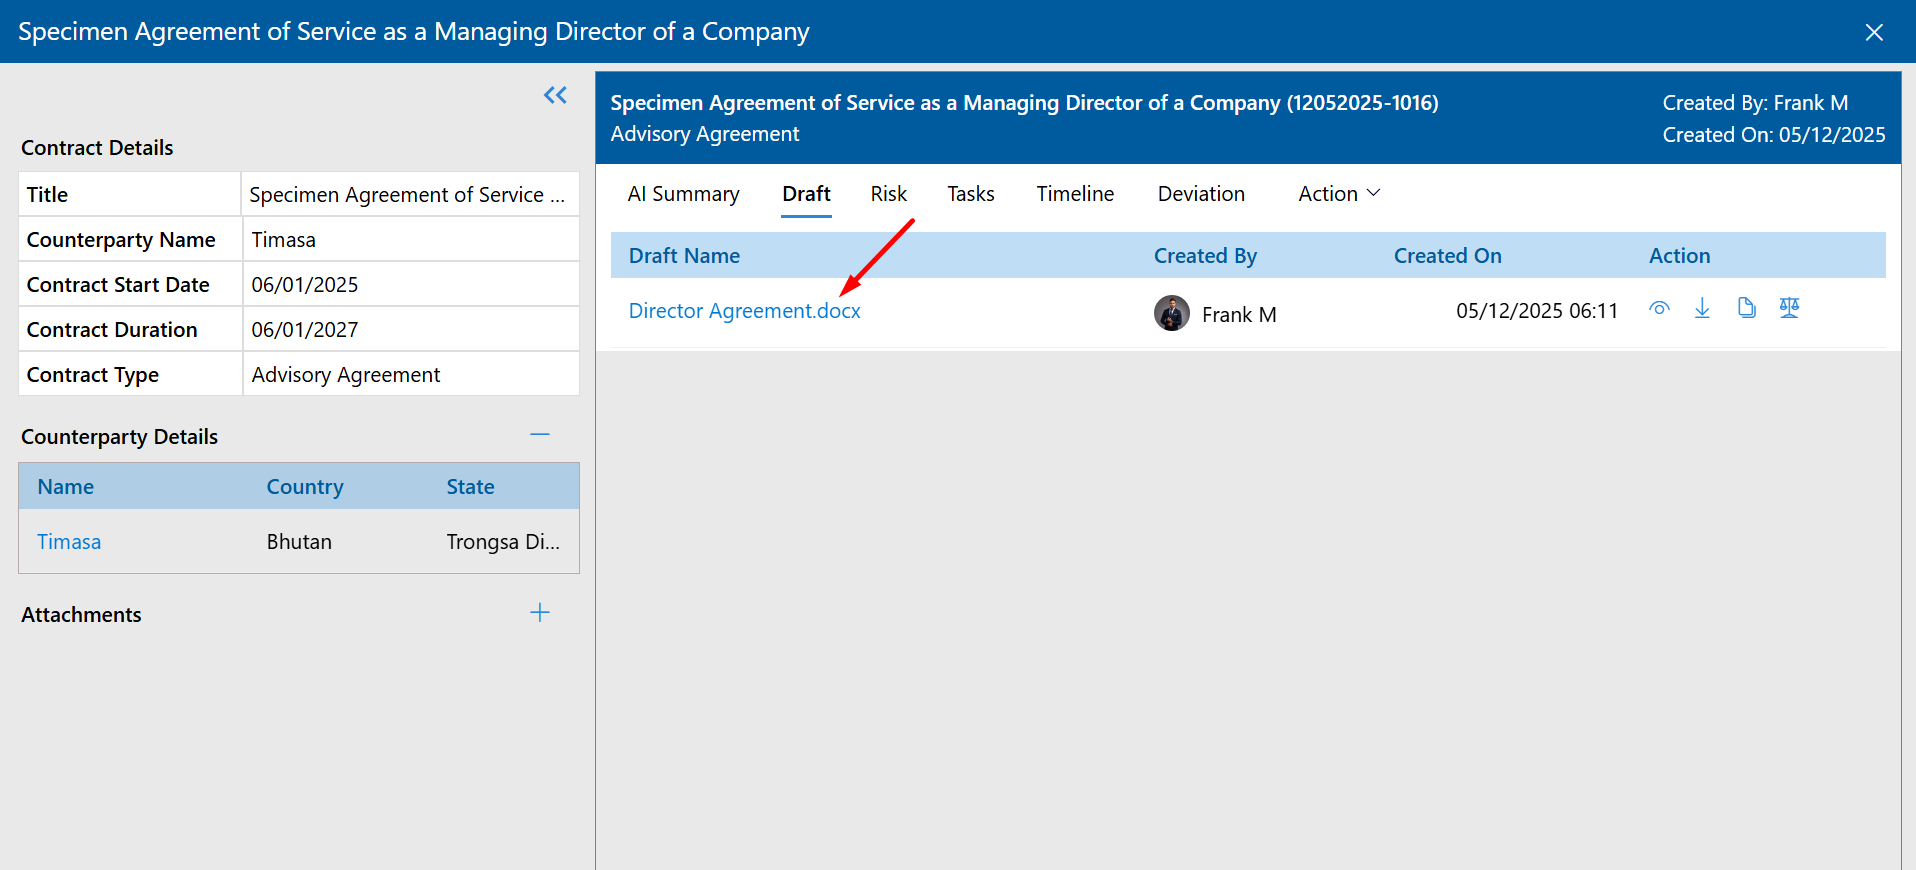 Specimen Agreement of Service as a Managing Director of a Company
Contract Details
Title Specimen Agreement of Service ...
Counterparty Name Timasa
Contract Start Date 06/01/2025
Contract Duration 06/01/2027
Contract Type Advisory Agreement
Counterparty Details
Name Country State
Timasa Bhutan Trongsa Di...
Attachments
Specimen Agreement of Service as a Managing Director of a Company (12052025-1016) Created By: Frank M
Advisory Agreement Created On: 05/12/2025
AI Summary Draft Risk Tasks Timeline Deviation Action
Draft Name Created By Created On Action
Director Agreement.docx Frank M 05/12/2025 06:11